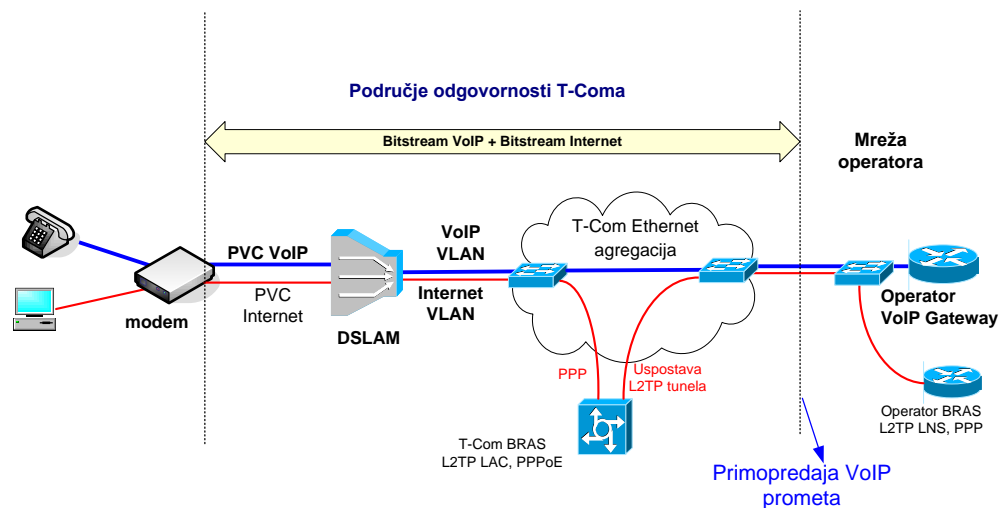 Područje odgovornosti T-Coma
Bitstream VoIP + Bitstream Internet
Mreža
operatora
T-Com Ethernet
agregacija
VoIP
VLAN
PVC VoIP
PVC
Internet
Internet
VLAN
modem
DSLAM
Operator
VoIP Gateway
PPP
Uspostava
L2TP tunela
T-Com BRAS
L2TP LAC, PPPoE
Operator BRAS
L2TP LNS, PPP
Primopredaja VoIP
prometa